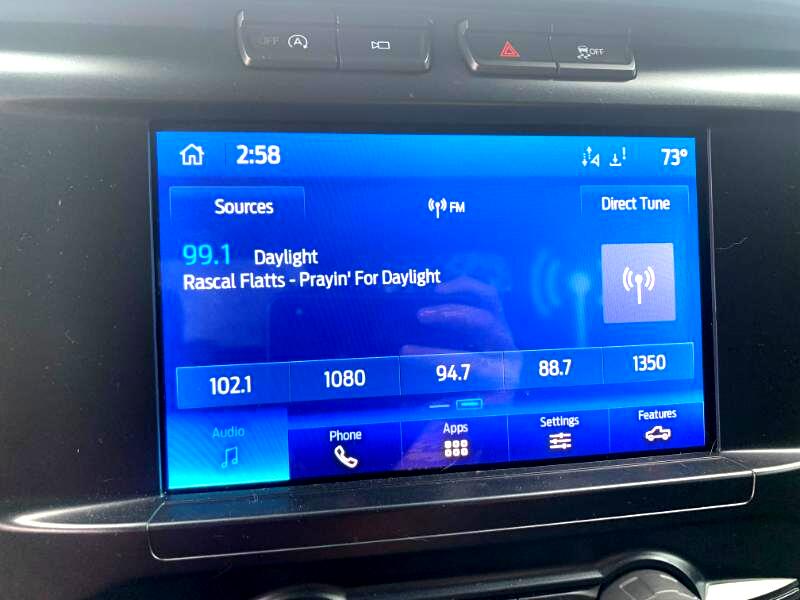 OFF A
OFF
2:58
73°
Sources
FM
Direct Tune
99.1 Daylight
Rascal Flatts - Prayin' For Daylight
102.1
1080
94.7
88.7
1350
Audio
Phone
Apps
Settings
Features